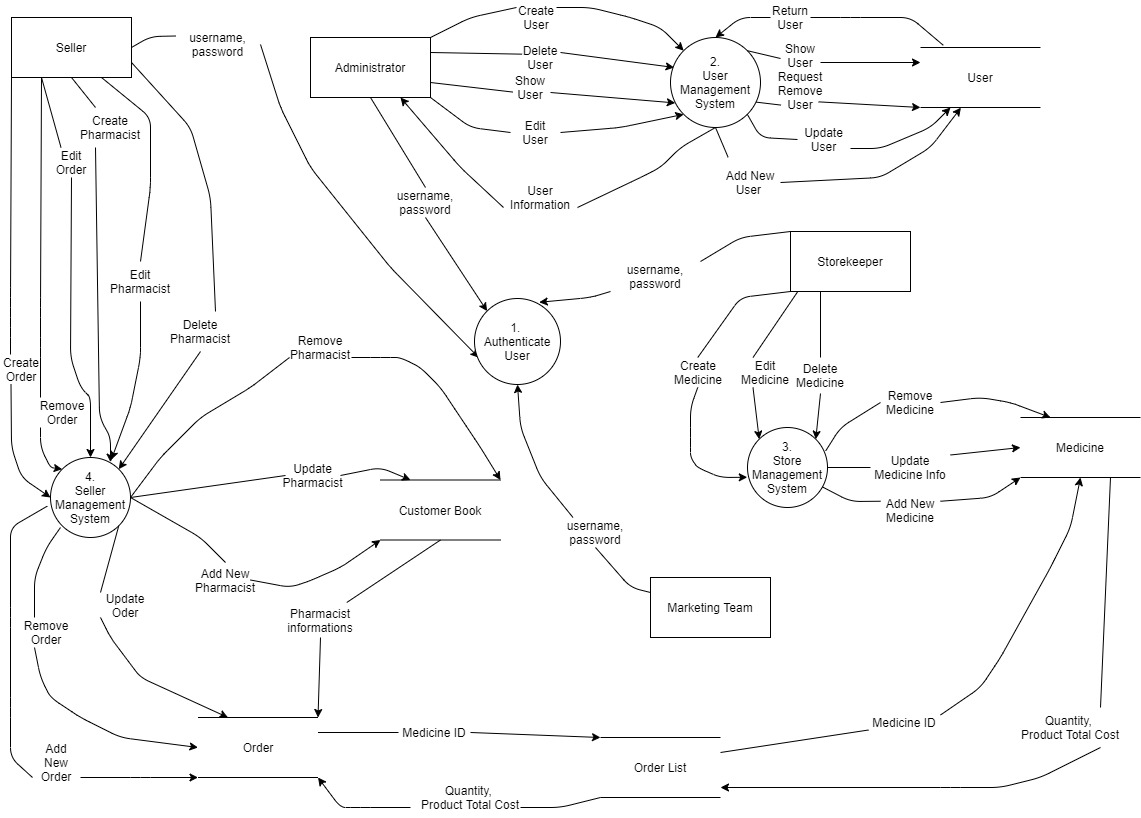 Seller
username,
password
Administrator
Create
User
Delete
User
Show
User
Edit
User
User
Information
2.
User
Management
System
Return
User
Show
User
Request
Remove
User
Update
User
Add New
User
User
Create
Pharmacist
Edit
Order
Edit
Pharmacist
Delete
Pharmacist
Create
Order
Remove
Order
username,
password
username,
password
Storekeeper
1.
Authenticate
User
Remove
Pharmacist
Create
Medicine
Edit
Medicine
Delete
Medicine
Remove
Medicine
3.
Store
Management
System
Update
Medicine Info
Add New
Medicine
Medicine
4.
Seller
Management
System
Update
Pharmacist
Customer Book
Add New
Pharmacist
username,
password
Marketing Team
Update
Oder
Remove
Order
Pharmacist
informations
Add
New
Order
Order
Medicine ID
Order List
Medicine ID
Quantity,
Product Total Cost
Quantity,
Product Total Cost